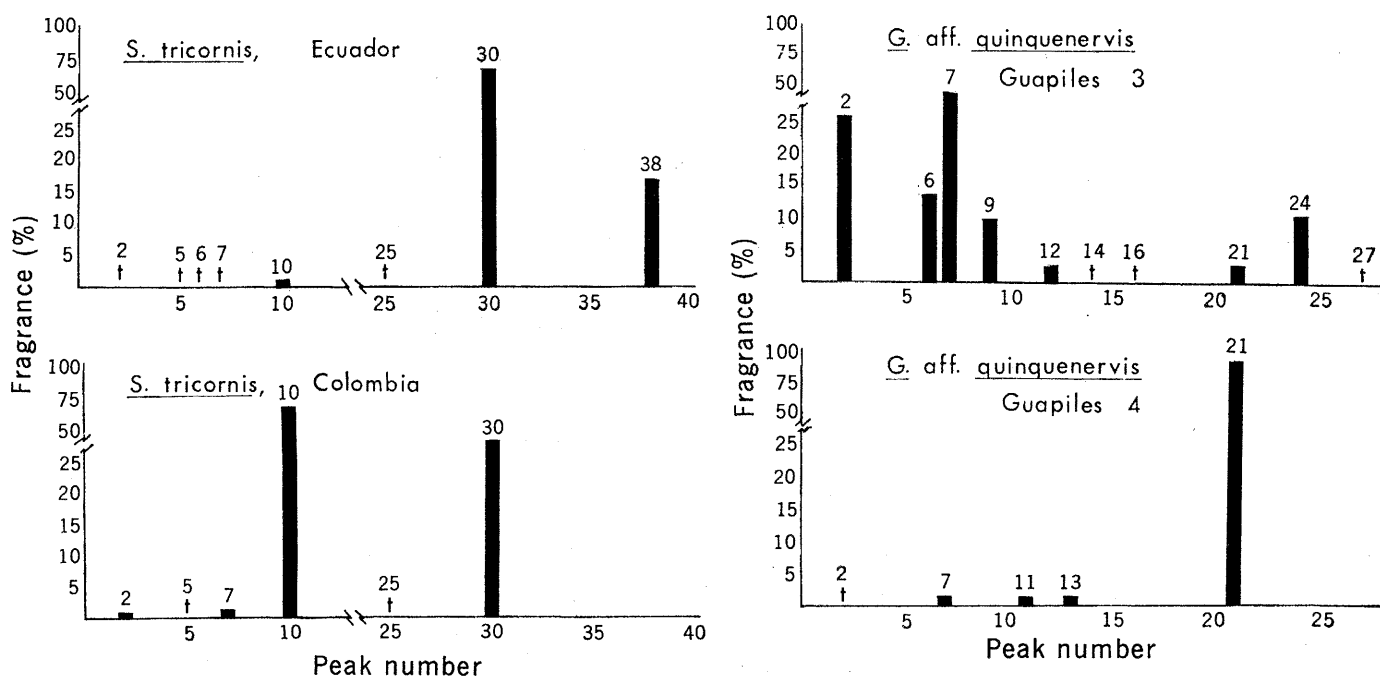 S. tricornis, Ecuador
100
75
50
25
20
15
10
5
2 5 6 7 10 25 30 38
5 10 25 30 35 40
S. tricornis, Colombia
100
75
50
25
20
15
10
5
2 5 7 10 25 30
5 10 25 30 35 40
Fragrance (%)
Peak number
G. aff. quinquenervis
Guapiles 3
100
75
50
25
20
15
10
5
2 6 7 9 12 14 16 21 24 27
5 10 15 20 25
G. aff. quinquenervis
Guapiles 4
100
75
50
25
20
15
10
5
2 7 11 13 21
5 10 15 20 25
Fragrance (%)
Peak number